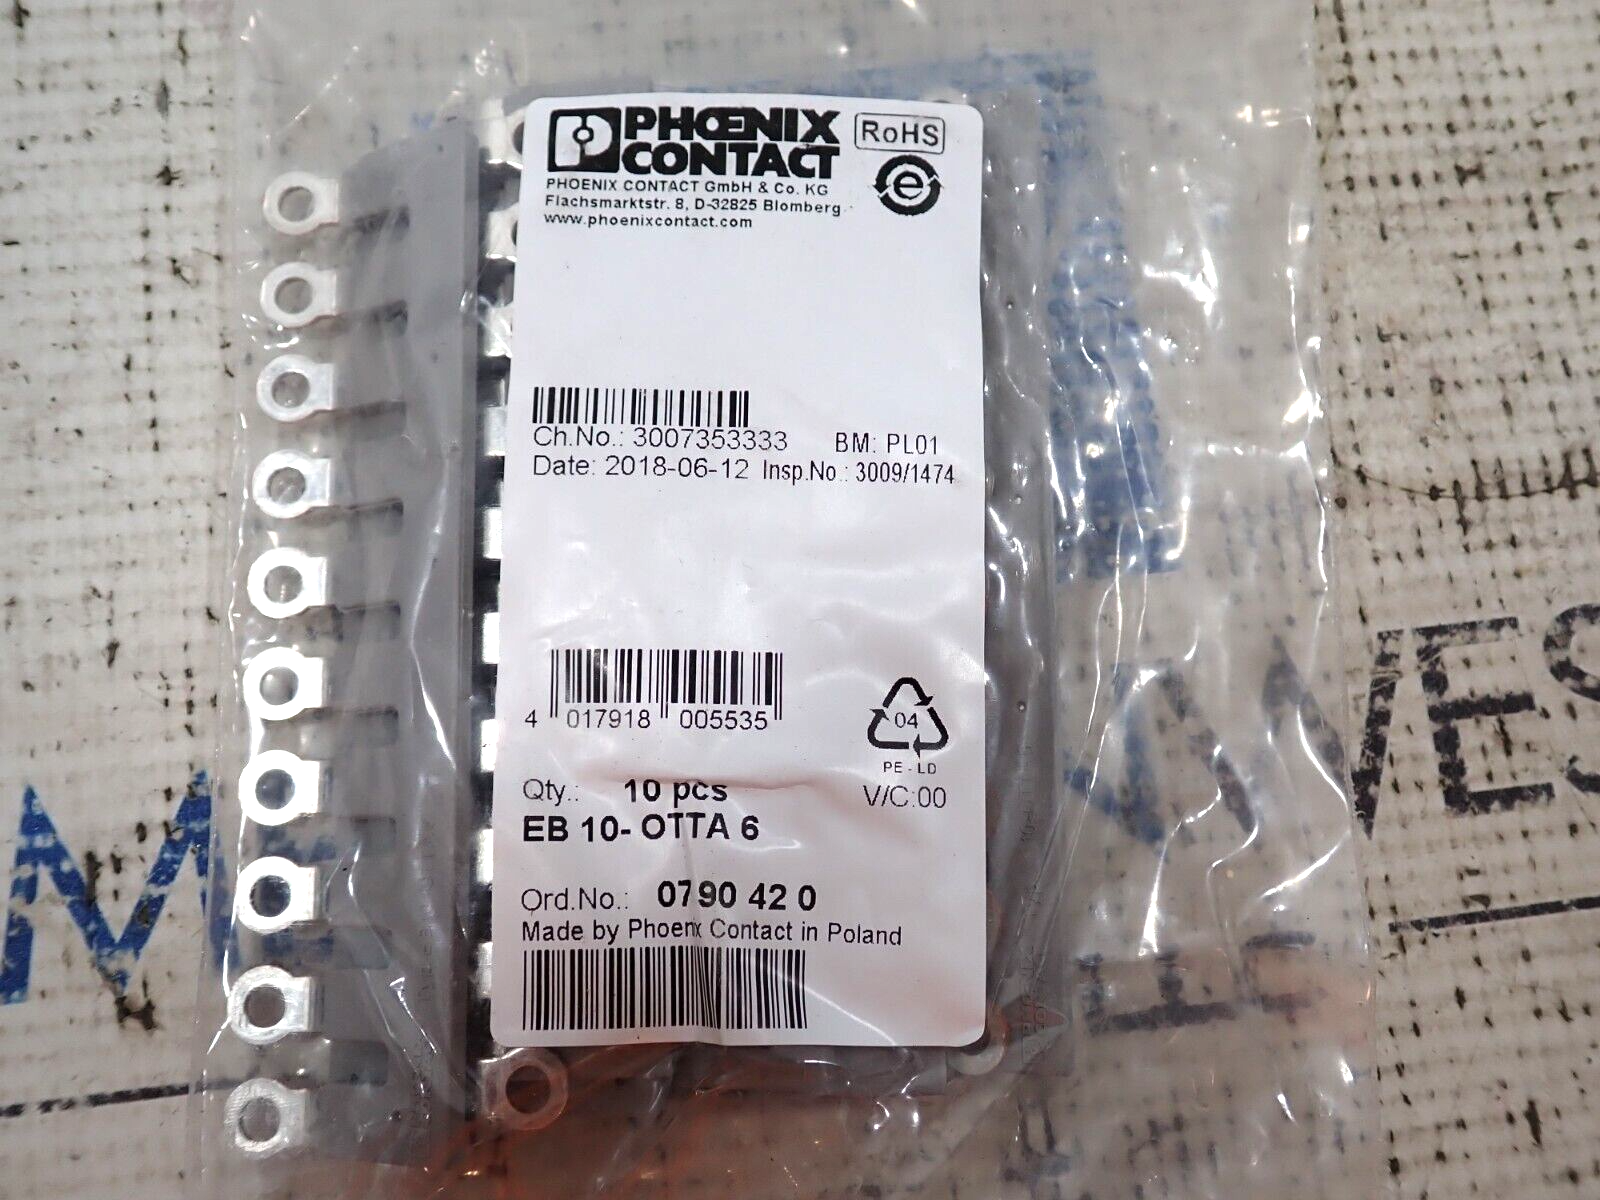 PHOENIX
CONTACT
RoHS
e
PHOENIX CONTACT GmbH & Co. KG
Flachsmarktstr. 8, D-32825 Blomberg
www.phoenixcontact.com
Ch.No.: 3007353333 BM: PL01
Date: 2018-06-12 Insp.No.: 3009/1474
4 017918 005535
04
PE-LD
Qty.: 10 pcs V/C:00
EB 10- OTTA 6
Ord.No.: 0790 42 0
Made by Phoenix Contact in Poland